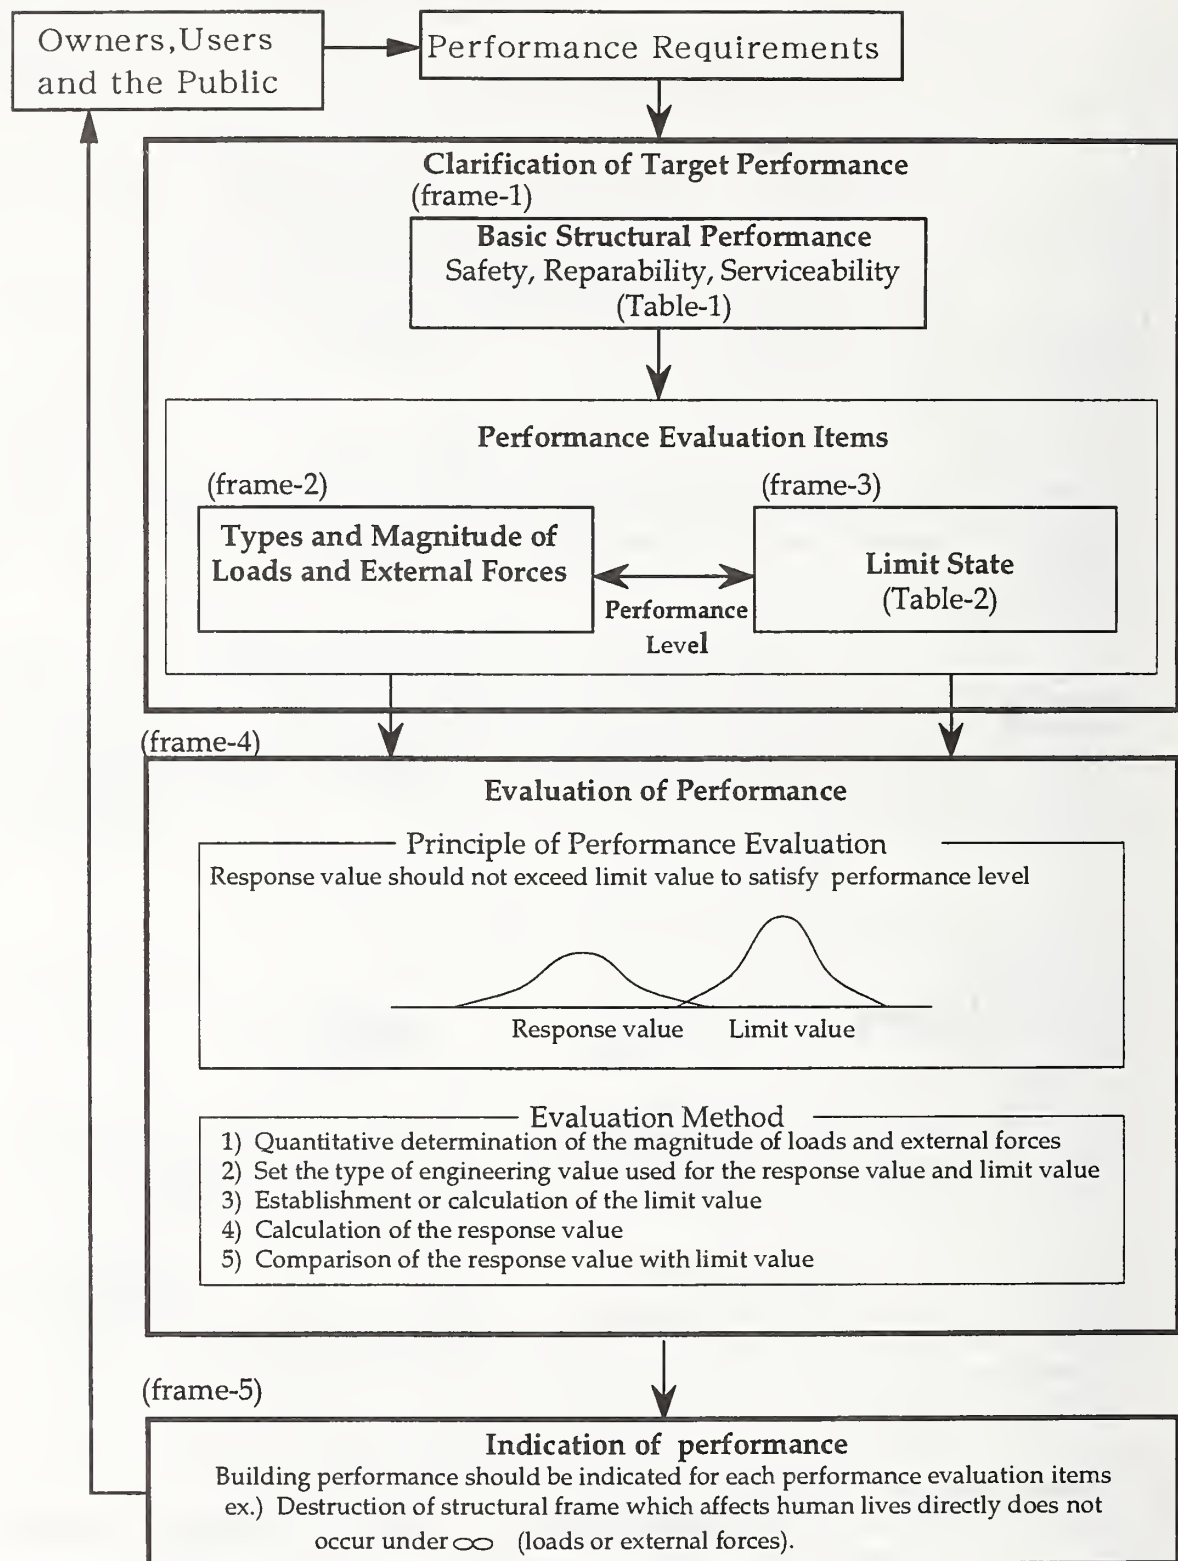 Owners,Users
and the Public
Performance Requirements
Clarification of Target Performance
(frame-1)
Basic Structural Performance
Safety, Reparability, Serviceability
(Table-1)
Performance Evaluation Items
(frame-2)
Types and Magnitude of
Loads and External Forces
Performance
Level
(frame-3)
Limit State
(Table-2)
(frame-4)
Evaluation of Performance
Principle of Performance Evaluation
Response value should not exceed limit value to satisfy performance level
Response value
Limit value
Evaluation Method
1) Quantitative determination of the magnitude of loads and external forces
2) Set the type of engineering value used for the response value and limit value
3) Establishment or calculation of the limit value
4) Calculation of the response value
5) Comparison of the response value with limit value
(frame-5)
Indication of performance
Building performance should be indicated for each performance evaluation items
ex.) Destruction of structural frame which affects human lives directly does not
occur under ∞ (loads or external forces).